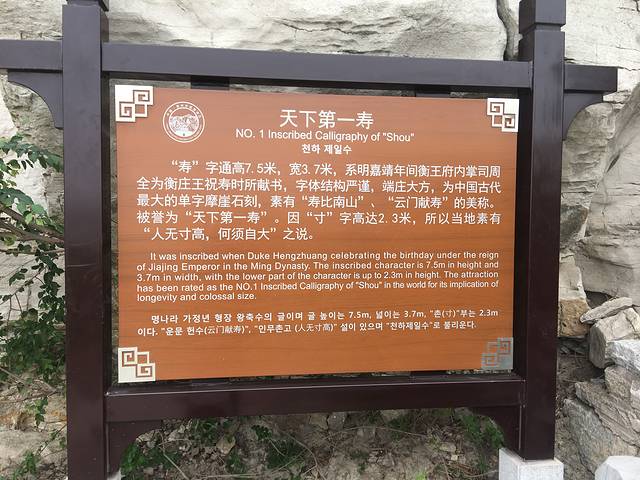 天下第一寿
NO. 1 Inscribed Calligraphy of "Shou"
천하 제일수
“寿”字通高7.5米，宽3.7米，系明嘉靖年间衡王府内掌司周
全为衡庄王祝寿时所献书，字体结构严谨，端庄大方，为中国古代
最大的单字摩崖石刻，素有“寿比南山”、“云门献寿”的美称。
被誉为“天下第一寿”。因“寸”字高达2.3米，所以当地素有
“人无寸高，何须自大”之说。
It was inscribed when Duke Hengzhuang celebrating the birthday under the reign
of Jiajing Emperor in the Ming Dynasty. The inscribed character is 7.5m in height and
3.7m in width, with the lower part of the character is up to 2.3m in height. The attraction
has been rated as the NO.1 Inscribed Calligraphy of "Shou" in the world for its implication of
longevity and colossal size.
명나라 가정년 형장 왕축수의 글이며 글 높이는 7.5m, 넓이는 3.7m, "촌(寸)"부는 2.3m
이다. "운문 헌수(云门献寿)", "인무촌고 (人无寸高)" 설이 있으며 "천하제일수"로 불리운다.